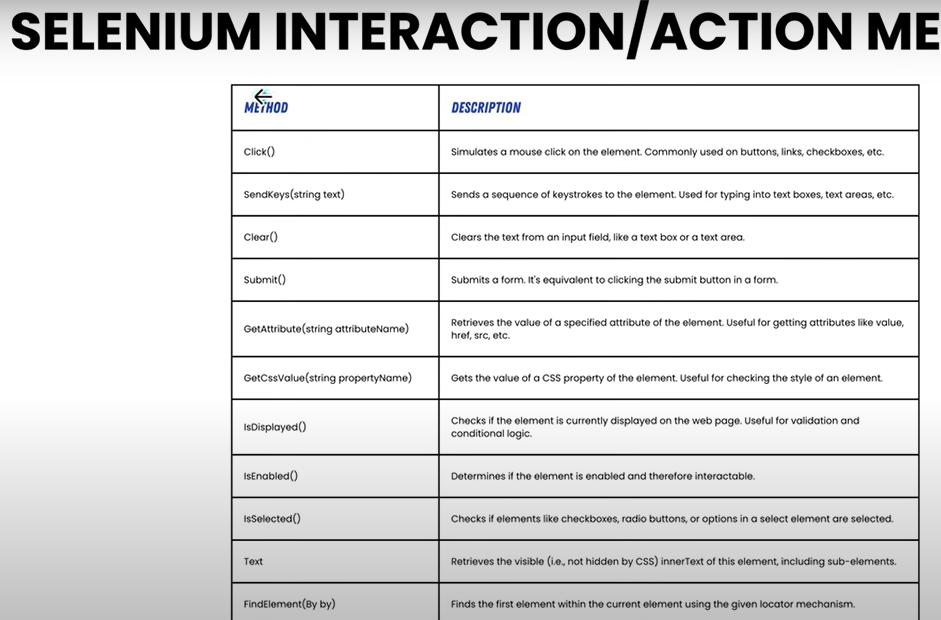 SELENIUM INTERACTION/ACTION ME
METHOD DESCRIPTION
Click() Simulates a mouse click on the element. Commonly used on buttons, links, checkboxes, etc.
SendKeys(string text) Sends a sequence of keystrokes to the element. Used for typing into text boxes, text areas, etc.
Clear() Clears the text from an input field, like a text box or a text area.
Submit() Submits a form. It's equivalent to clicking the submit button in a form.
GetAttribute(string attributeName) Retrieves the value of a specified attribute of the element. Useful for getting attributes like value,
href, src, etc.
GetCssValue(string propertyName) Gets the value of a CSS property of the element. Useful for checking the style of an element.
IsDisplayed() Checks if the element is currently displayed on the web page. Useful for validation and
conditional logic.
IsEnabled() Determines if the element is enabled and therefore interactable.
IsSelected() Checks if elements like checkboxes, radio buttons, or options in a select element are selected.
Text Retrieves the visible (i.e., not hidden by CSS) innerText of this element, including sub-elements.
FindElement(By by) Finds the first element within the current element using the given locator mechanism.